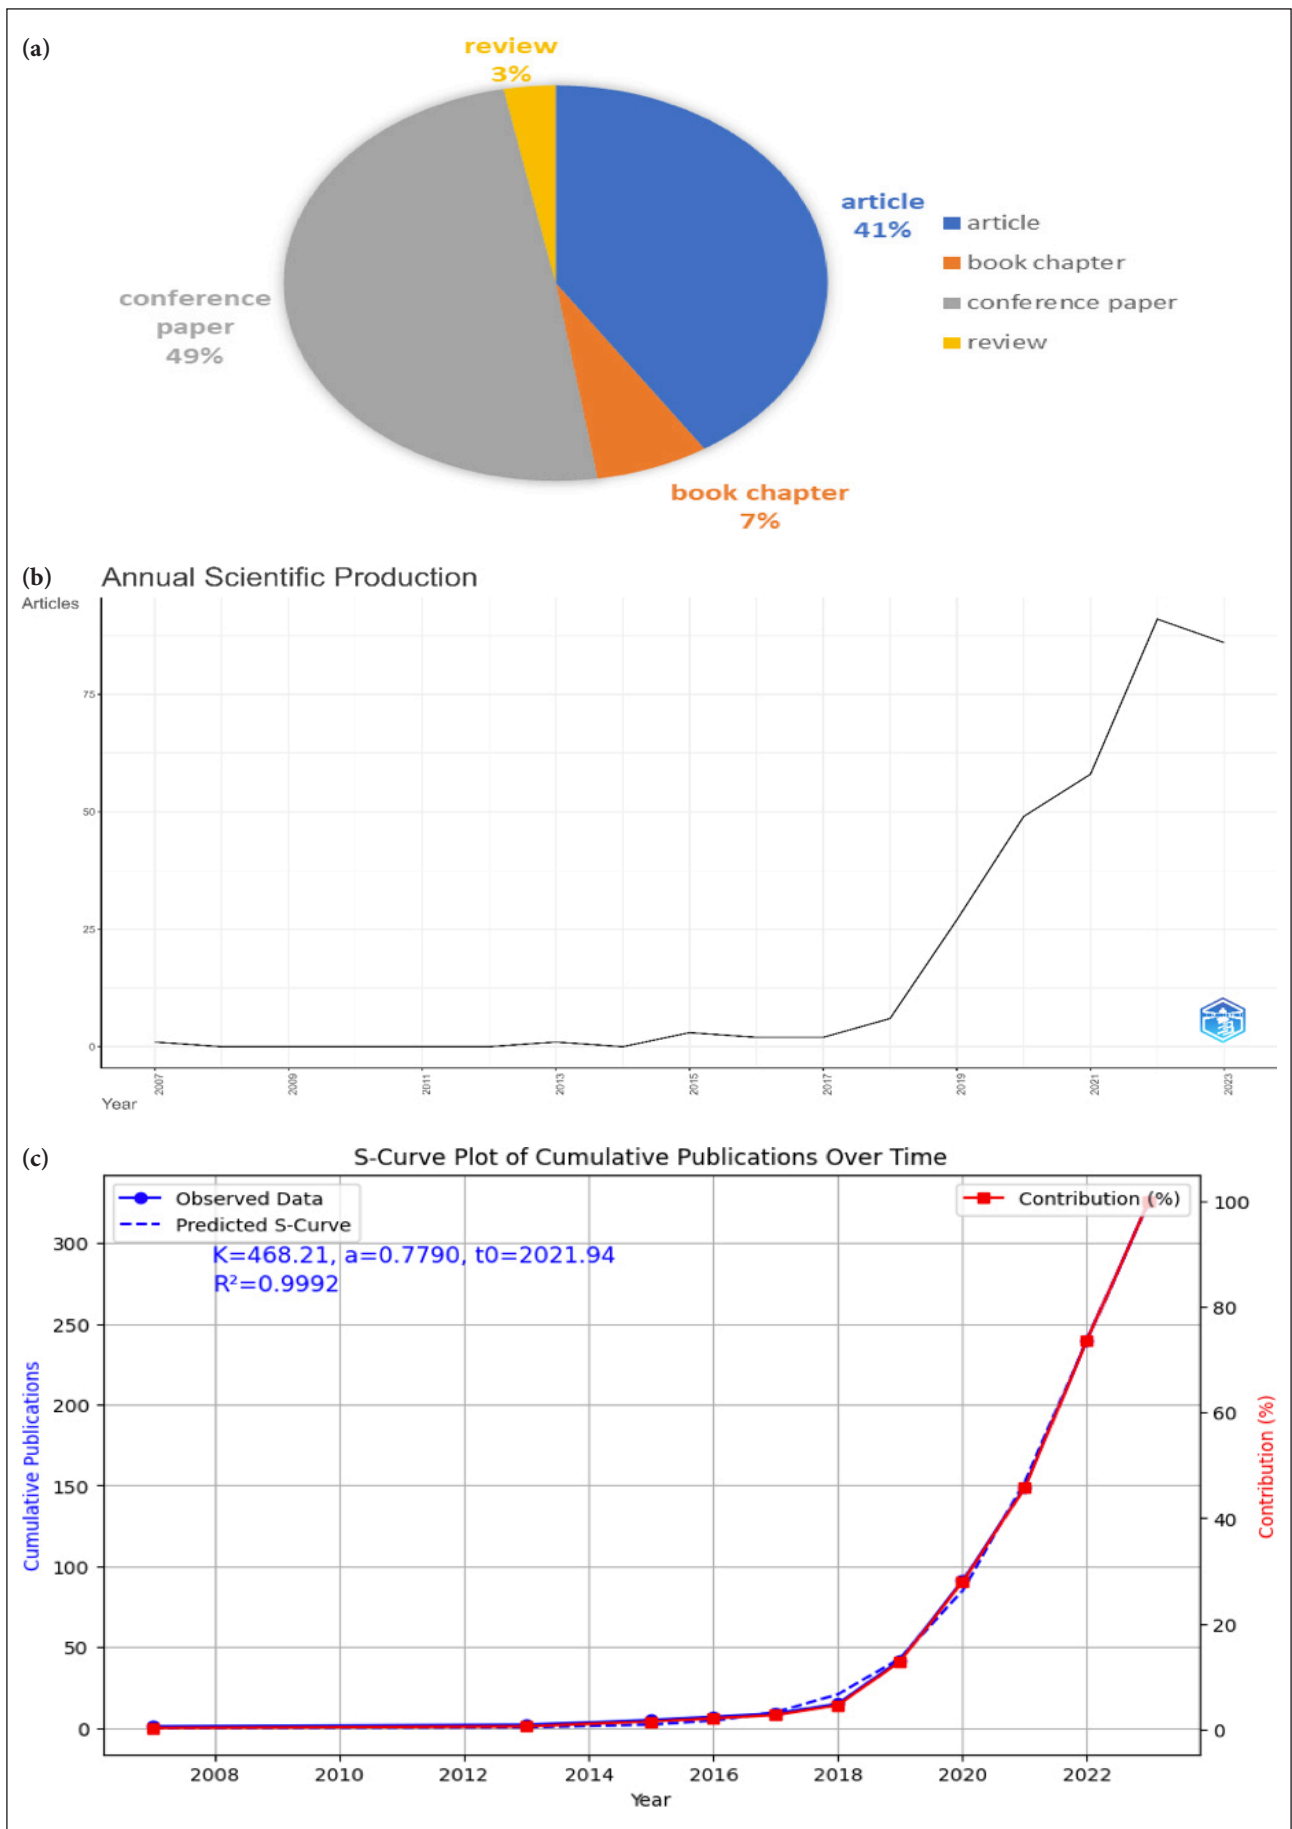 (a)
review
3%
article
41%
article
book chapter
conference paper
review
conference
paper
49%
book chapter
7%
(b)
Annual Scientific Production
Articles
75
50
25
0
2007
2009
2011
2013
2015
2017
2019
2021
2023
Year
(c)
S-Curve Plot of Cumulative Publications Over Time
Observed Data
Predicted S-Curve
Contribution (%)
K=468.21, a=0.7790, t0=2021.94
R²=0.9992
300
250
200
150
100
50
0
Cumulative Publications
100
80
60
40
20
0
Contribution (%)
2008
2010
2012
2014
2016
2018
2020
2022
Year